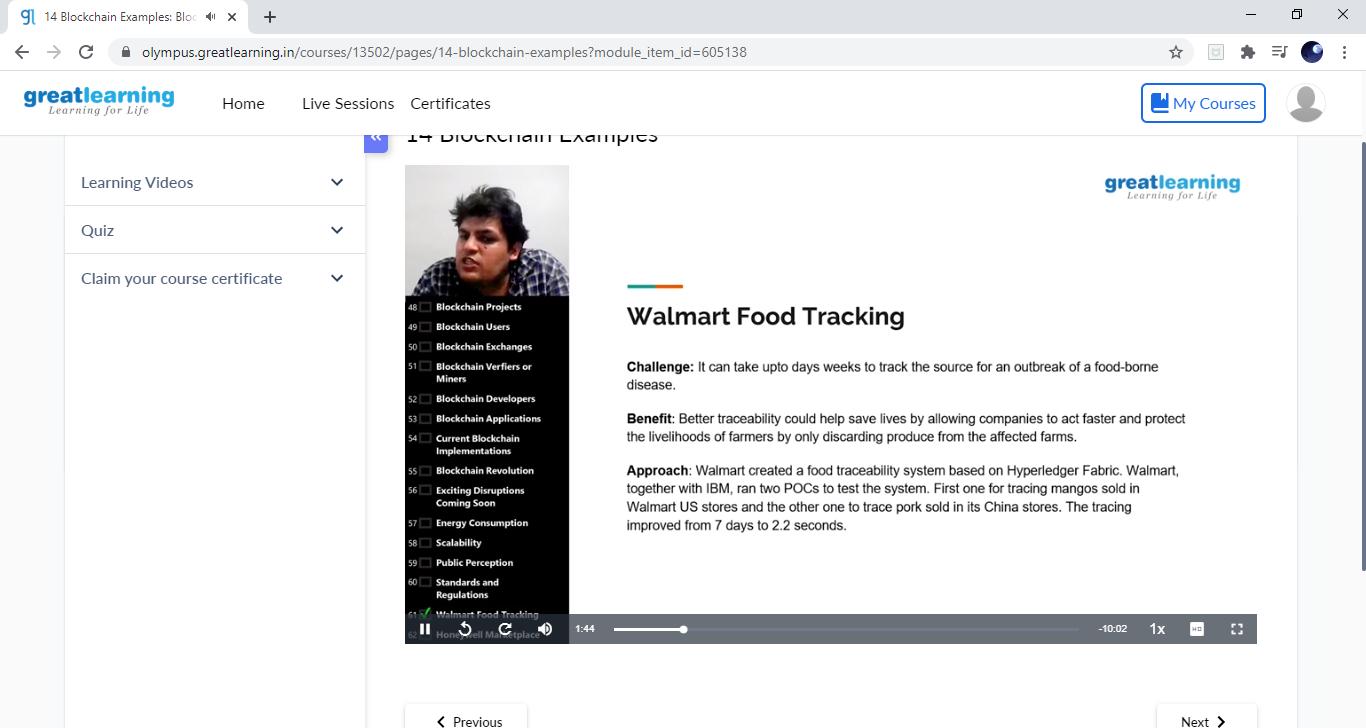 14 Blockchain Examples: Bloc
olympus.greatlearning.in/courses/13502/pages/14-blockchain-examples?module_item_id=605138
greatlearning
Learning for Life
Home
Live Sessions
Certificates
My Courses
Learning Videos
Quiz
Claim your course certificate
14 Blockchain Examples
greatlearning
Learning for Life
48 Blockchain Projects
49 Blockchain Users
50 Blockchain Exchanges
51 Blockchain Verfiers or
Miners
52 Blockchain Developers
53 Blockchain Applications
54 Current Blockchain
Implementations
55 Blockchain Revolution
56 Exciting Disruptions
Coming Soon
57 Energy Consumption
58 Scalability
59 Public Perception
60 Standards and
Regulations
61 Walmart Food Tracking
62 Honeywell Marketplace
Walmart Food Tracking
Challenge: It can take upto days weeks to track the source for an outbreak of a food-borne
disease.
Benefit: Better traceability could help save lives by allowing companies to act faster and protect
the livelihoods of farmers by only discarding produce from the affected farms.
Approach: Walmart created a food traceability system based on Hyperledger Fabric. Walmart,
together with IBM, ran two POCs to test the system. First one for tracing mangos sold in
Walmart US stores and the other one to trace pork sold in its China stores. The tracing
improved from 7 days to 2.2 seconds.
1:44
-10:02
1x
HD
Previous
Next